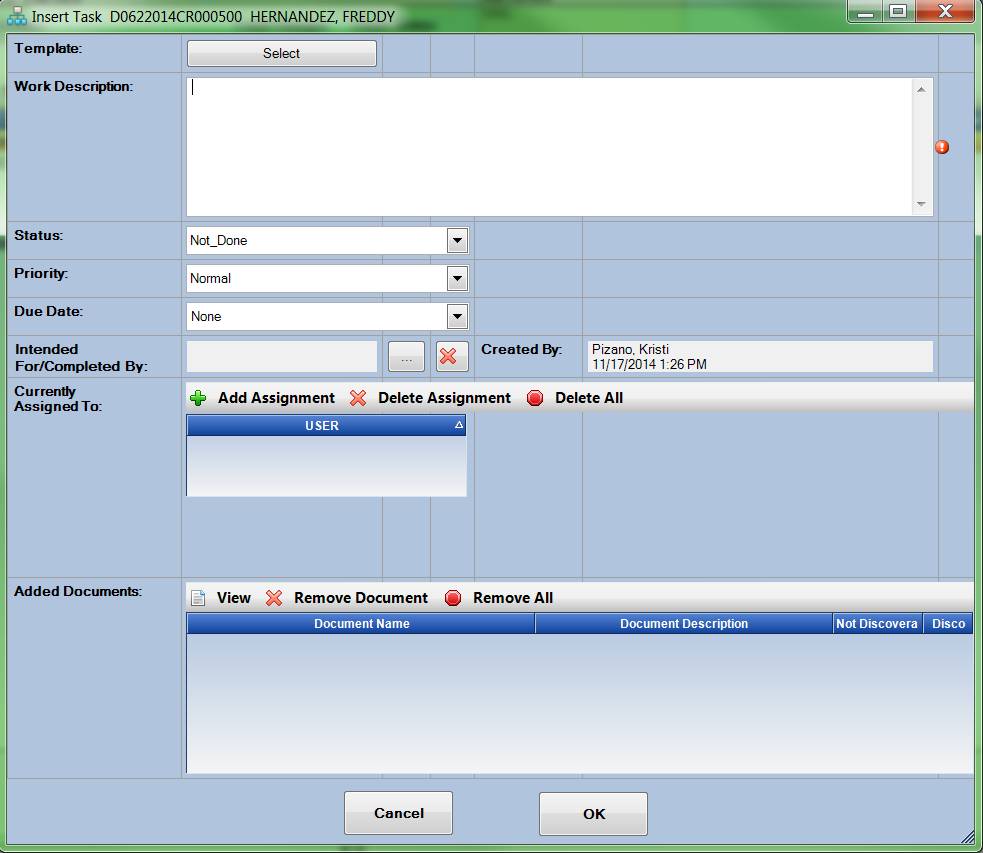 Insert Task D0622014CR000500 HERNANDEZ, FREDDY
Template:
Select
Work Description:
Status:
Not_Done
Priority:
Normal
Due Date:
None
Intended
For/Completed By:
...
Created By:
Pizano, Kristi
11/17/2014 1:26 PM
Currently
Assigned To:
Add Assignment
Delete Assignment
Delete All
USER
Added Documents:
View
Remove Document
Remove All
Document Name
Document Description
Not Discovera
Disco
Cancel
OK